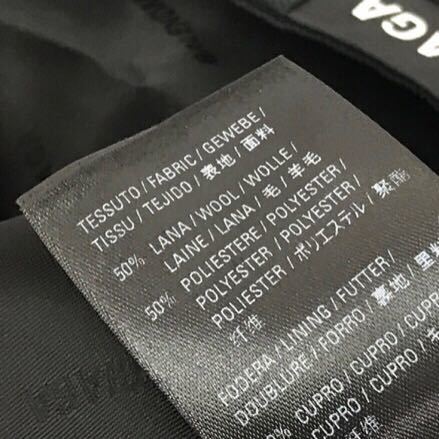 AGA
TESSUTO / FABRIC / GEWEBE /
TISSU / TEJIDO / 表地 / 面料
50% LANA / WOOL / WOLLE /
LAINE / LANA / 毛 / 羊毛
50% POLIESTERE / POLYESTER /
POLYESTER / POLYESTER /
POLIESTER / ポリエステル / 聚酯
纤维
FODERA / LINING / FUTTER /
DOUBLURE / FORRO / 裏地 / 里料
CUPRO / CUPRO /
CUPRO / CUPRO /